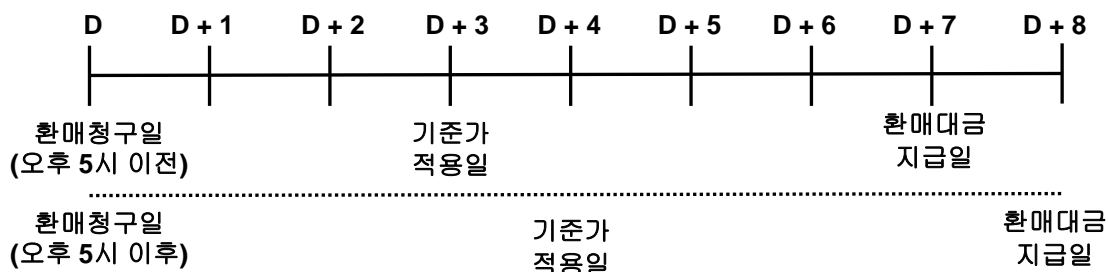 D D + 1 D + 2 D + 3 D + 4 D + 5 D + 6 D + 7 D + 8
환매청구일
(오후 5시 이전)
기준가
적용일
환매대금
지급일
환매청구일
(오후 5시 이후)
기준가
적용일
환매대금
지급일